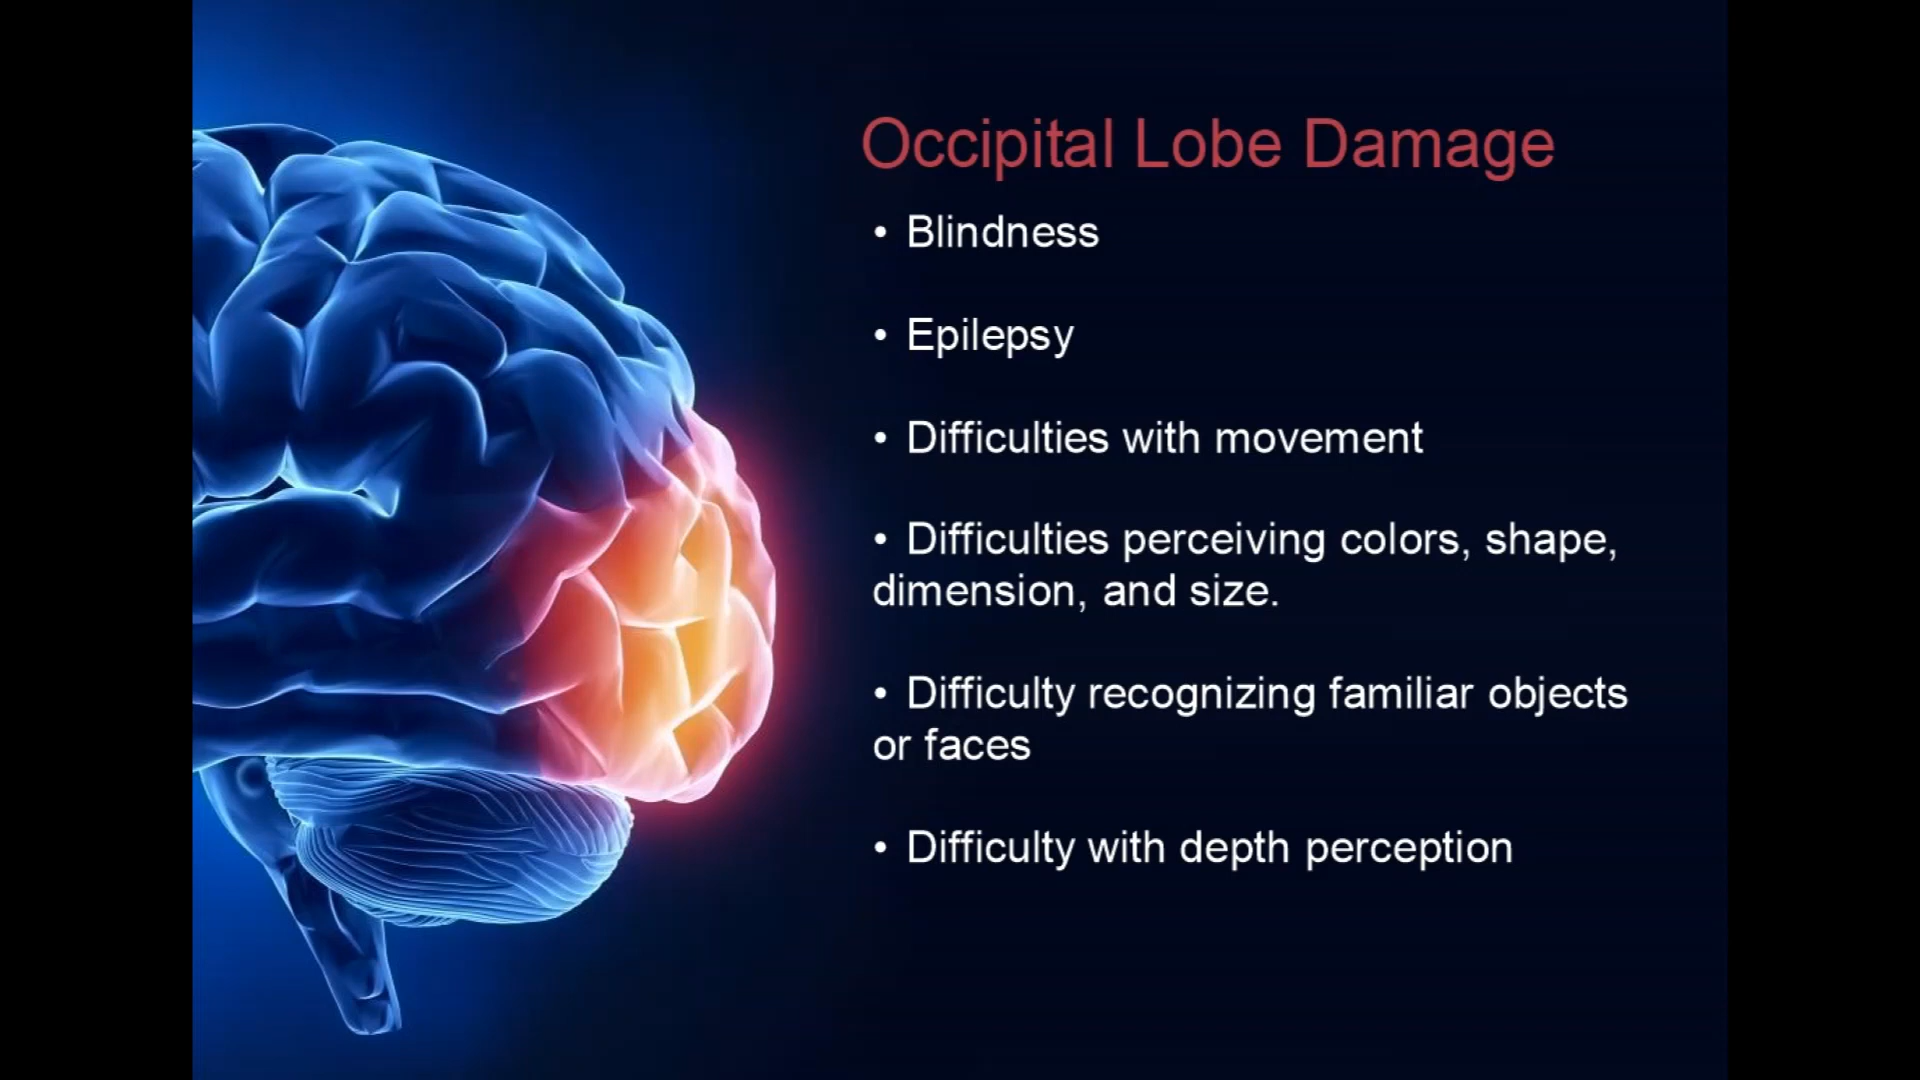 Occipital Lobe Damage
• Blindness
• Epilepsy
• Difficulties with movement
• Difficulties perceiving colors, shape,
dimension, and size.
• Difficulty recognizing familiar objects
or faces
• Difficulty with depth perception